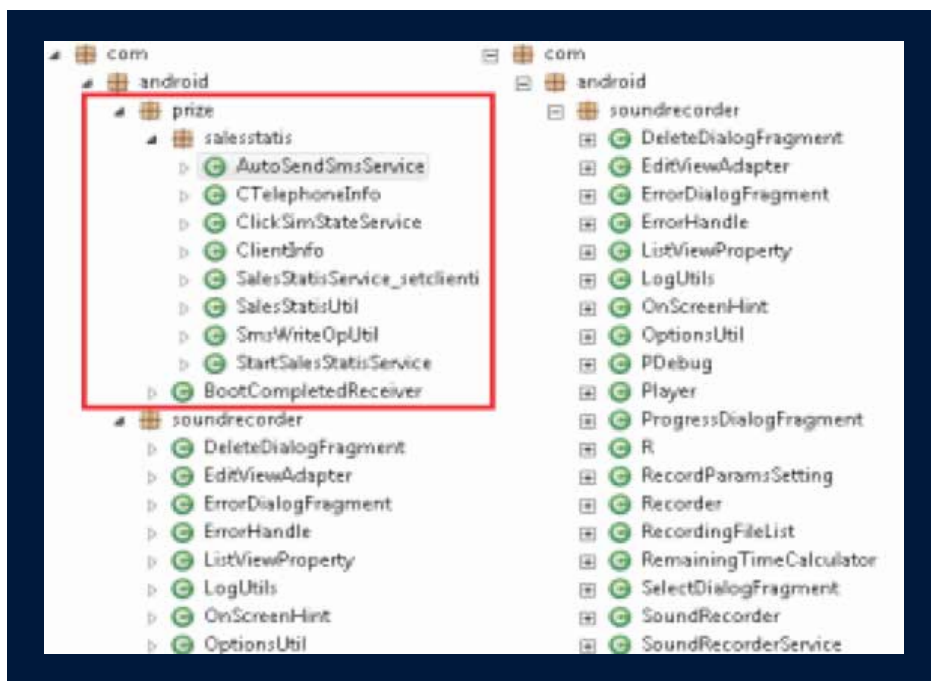 com
android
prize
salesstatis
AutoSendSmsService
CTelephoneInfo
ClickSimStateService
ClientInfo
SalesStatisService_setclienti
SalesStatisUtil
SmsWriteOpUtil
StartSalesStatisService
BootCompletedReceiver
soundrecorder
DeleteDialogFragment
EditViewAdapter
ErrorDialogFragment
ErrorHandle
ListViewProperty
LogUtils
OnScreenHint
OptionsUtil
com
android
soundrecorder
DeleteDialogFragment
EditViewAdapter
ErrorDialogFragment
ErrorHandle
ListViewProperty
LogUtils
OnScreenHint
OptionsUtil
PDebug
Player
ProgressDialogFragment
R
RecordParamsSetting
Recorder
RecordingFileList
RemainingTimeCalculator
SelectDialogFragment
SoundRecorder
SoundRecorderService